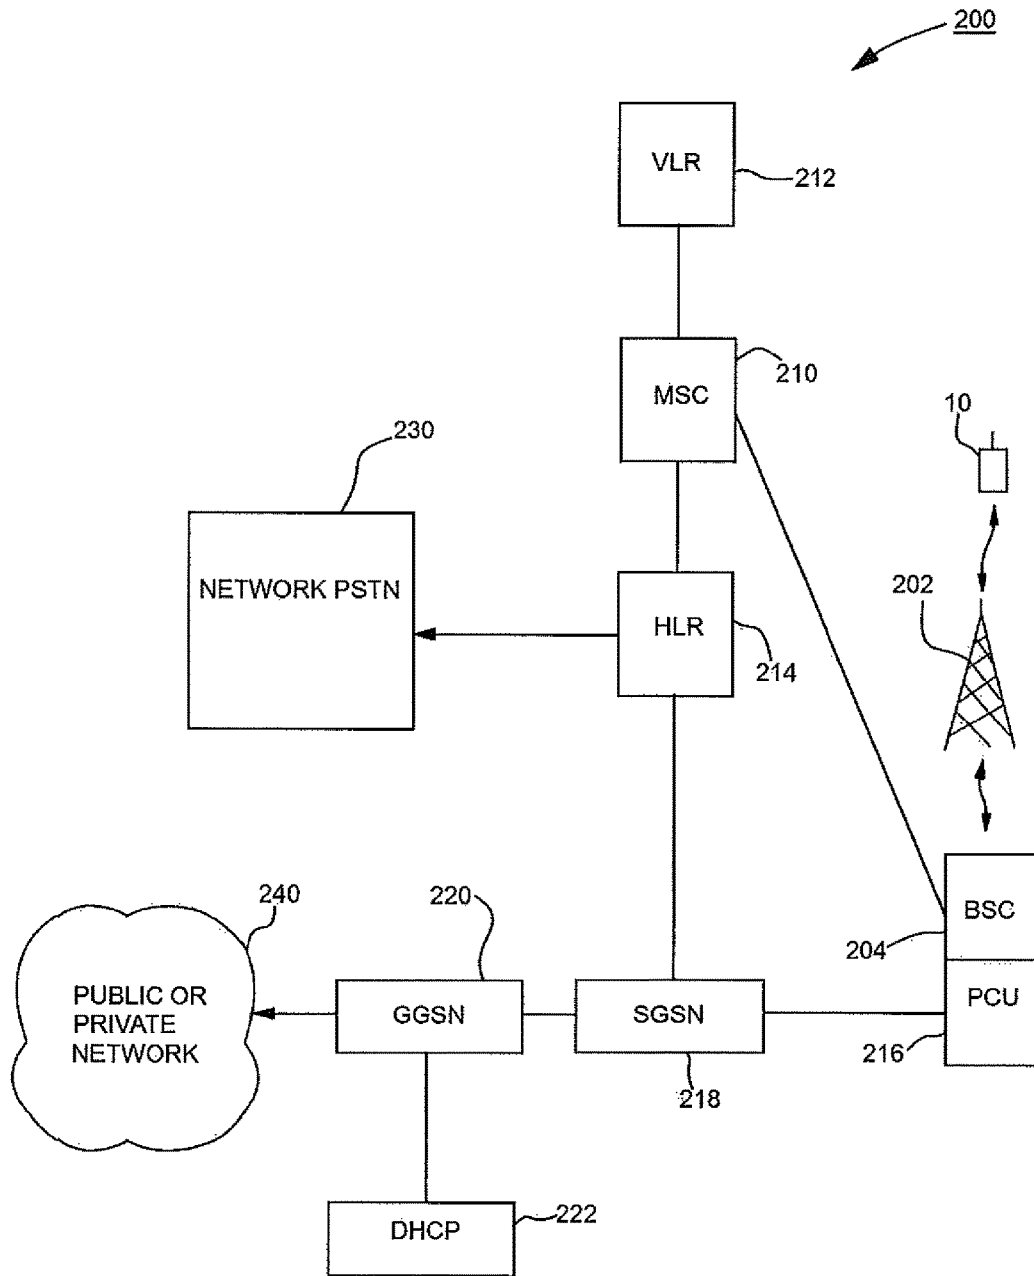 200
VLR
212
MSC
210
10
230
NETWORK PSTN
202
HLR
214
240
220
BSC
204
PUBLIC OR
PRIVATE
NETWORK
GGSN
SGSN
PCU
216
218
DHCP
222